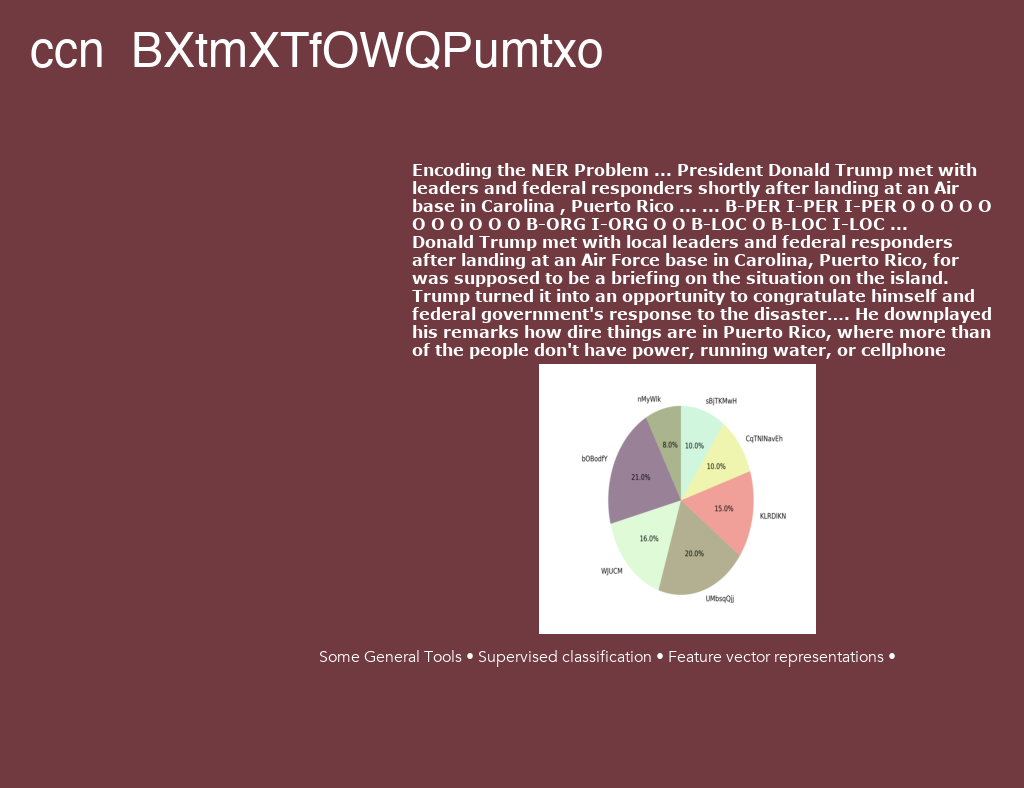 ccn BXtmXTfOWQPumtxo
Encoding the NER Problem ... President Donald Trump met with
leaders and federal responders shortly after landing at an Air
base in Carolina , Puerto Rico ... ... B-PER I-PER I-PER O O O O O
O O O O O O B-ORG I-ORG O O B-LOC O B-LOC I-LOC ...
Donald Trump met with local leaders and federal responders
after landing at an Air Force base in Carolina, Puerto Rico, for
was supposed to be a briefing on the situation on the island.
Trump turned it into an opportunity to congratulate himself and
federal government's response to the disaster.... He downplayed
his remarks how dire things are in Puerto Rico, where more than
of the people don't have power, running water, or cellphone
nMyWlk
sBjTKMwH
CqTNINavEh
bOBodfY
8.0%
10.0%
10.0%
21.0%
15.0%
KLRDIKN
16.0%
20.0%
WjUCM
UMbsqQjj
Some General Tools • Supervised classification • Feature vector representations •